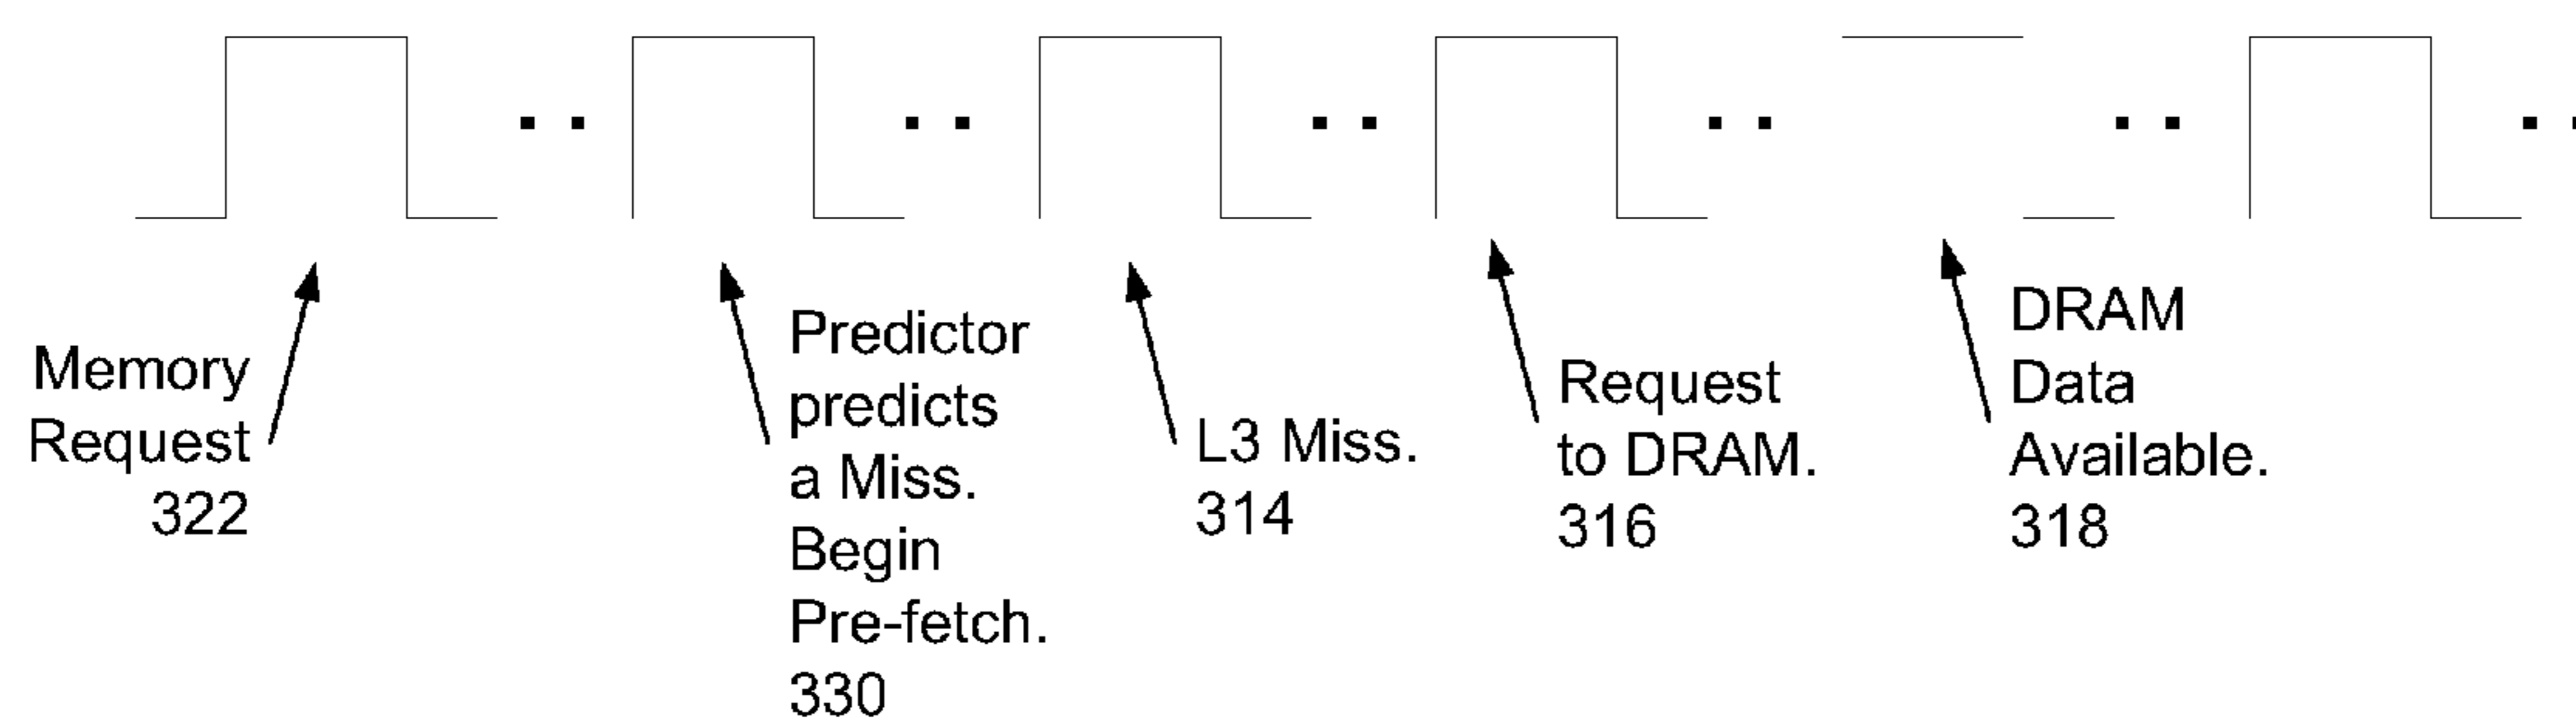 Memory
Request
322
Predictor
predicts
a Miss.
Begin
Pre-fetch.
330
L3 Miss.
314
Request
to DRAM.
316
DRAM
Data
Available.
318